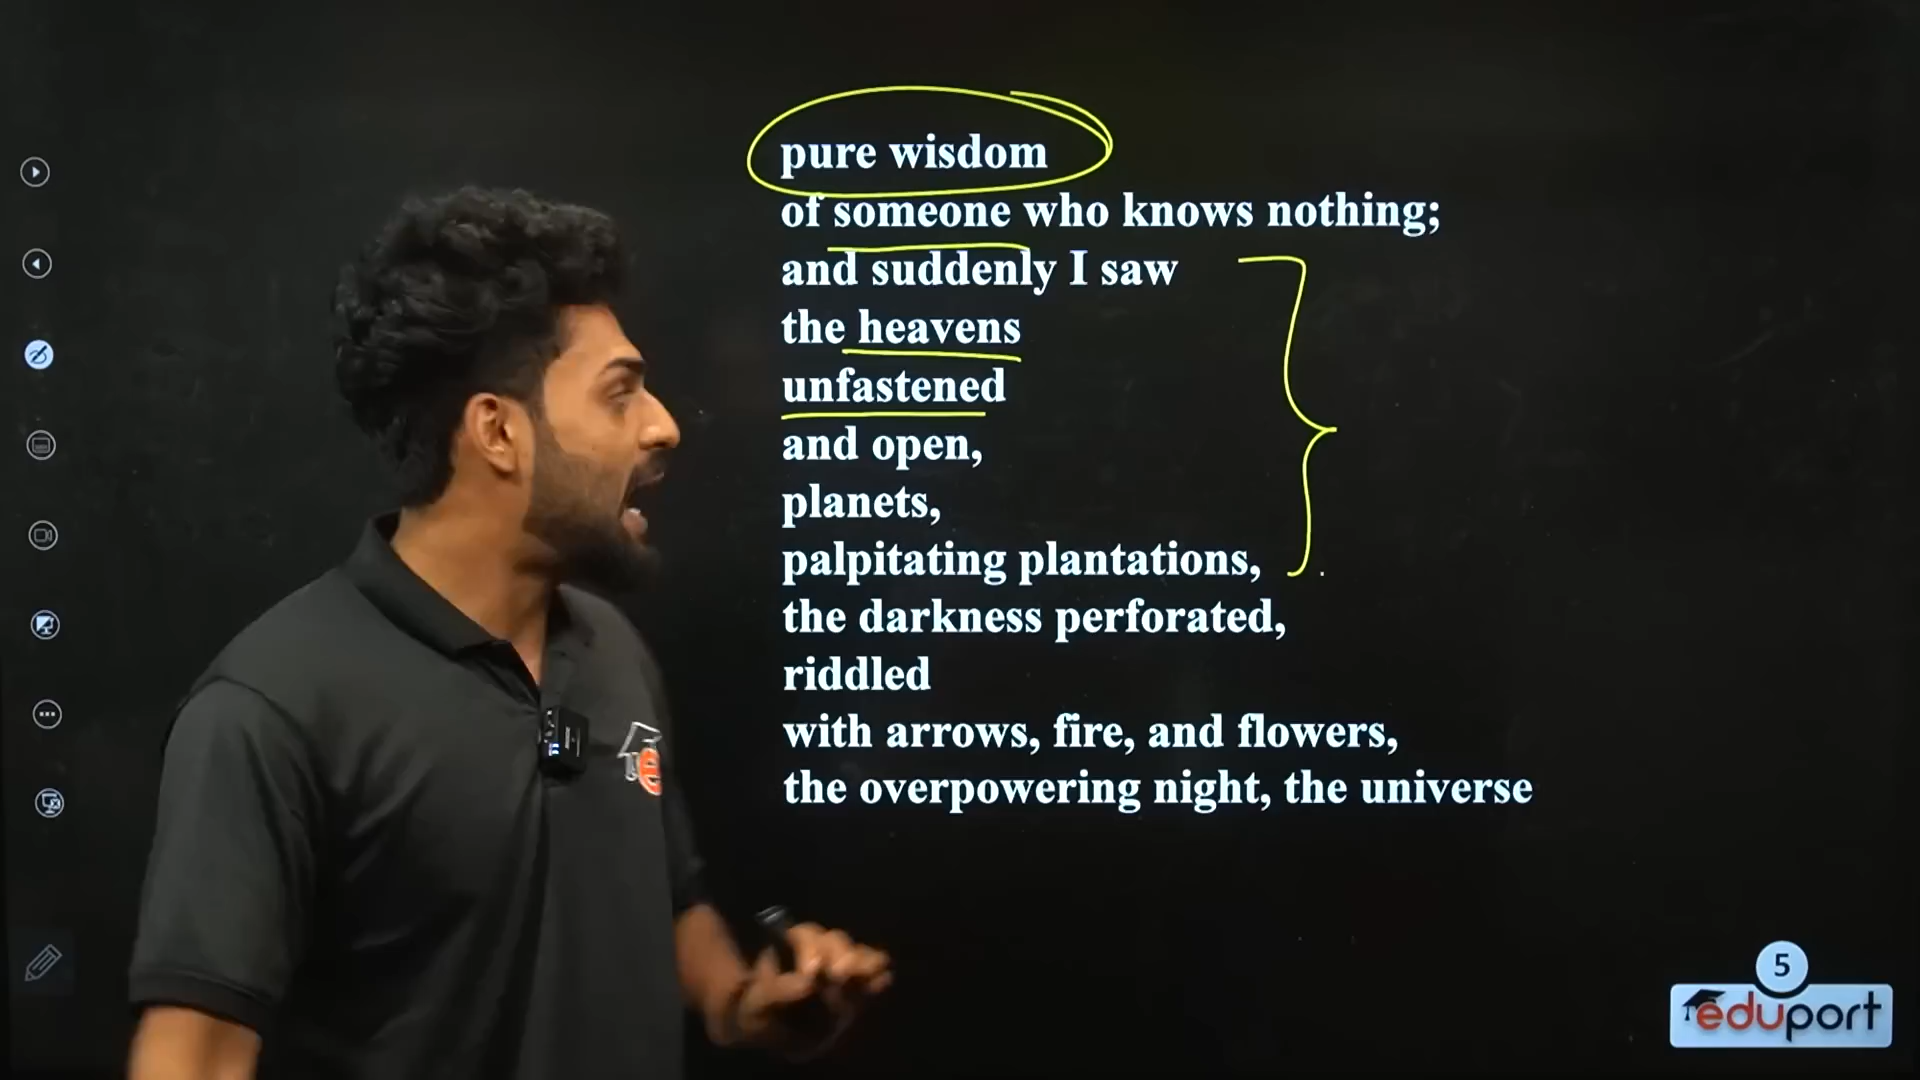 pure wisdom
of someone who knows nothing;
and suddenly I saw
the heavens
unfastened
and open,
planets,
palpitating plantations,
the darkness perforated,
riddled
with arrows, fire, and flowers,
the overpowering night, the universe
5
eduport
e